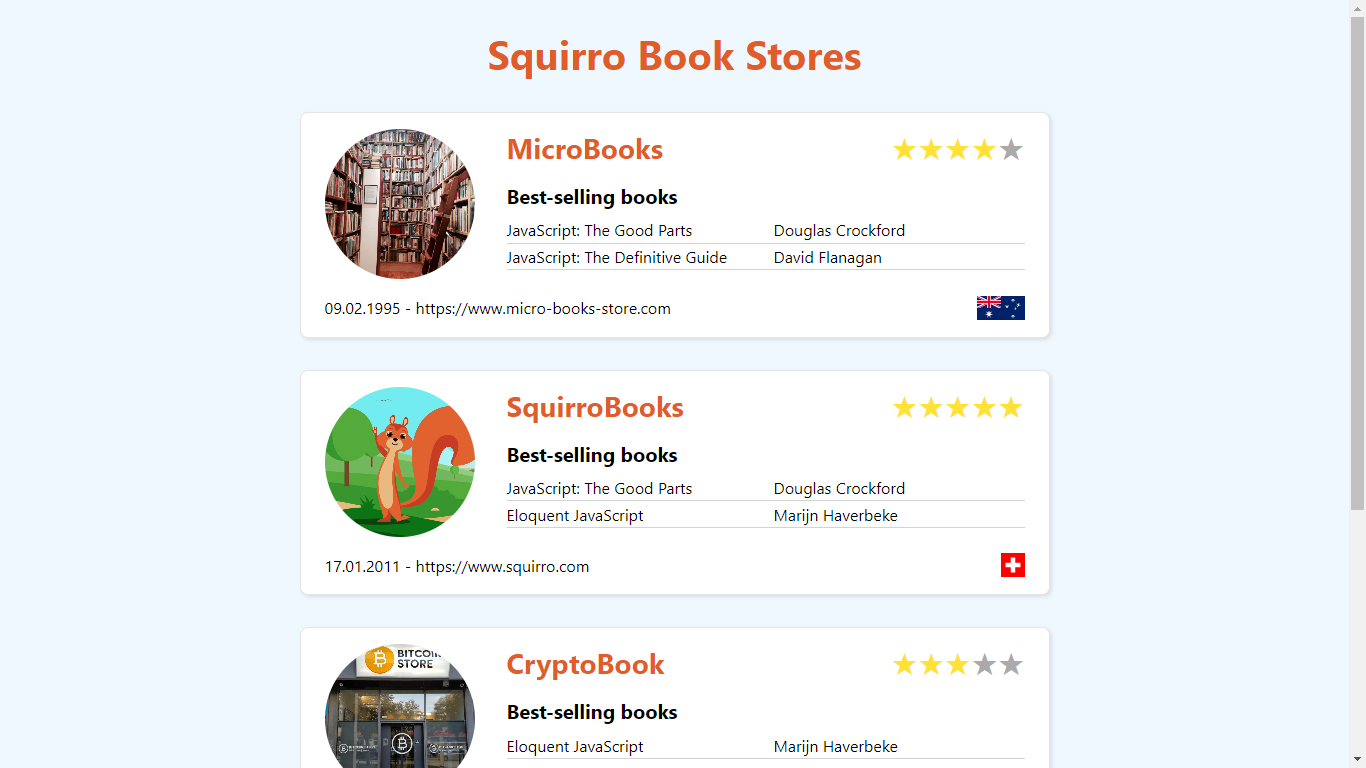 Squirro Book Stores
MicroBooks
Best-selling books
JavaScript: The Good Parts Douglas Crockford
JavaScript: The Definitive Guide David Flanagan
09.02.1995 - https://www.micro-books-store.com
SquirroBooks
Best-selling books
JavaScript: The Good Parts Douglas Crockford
Eloquent JavaScript Marijn Haverbeke
17.01.2011 - https://www.squirro.com
BITCOIN
STORE
CryptoBook
Best-selling books
Eloquent JavaScript Marijn Haverbeke